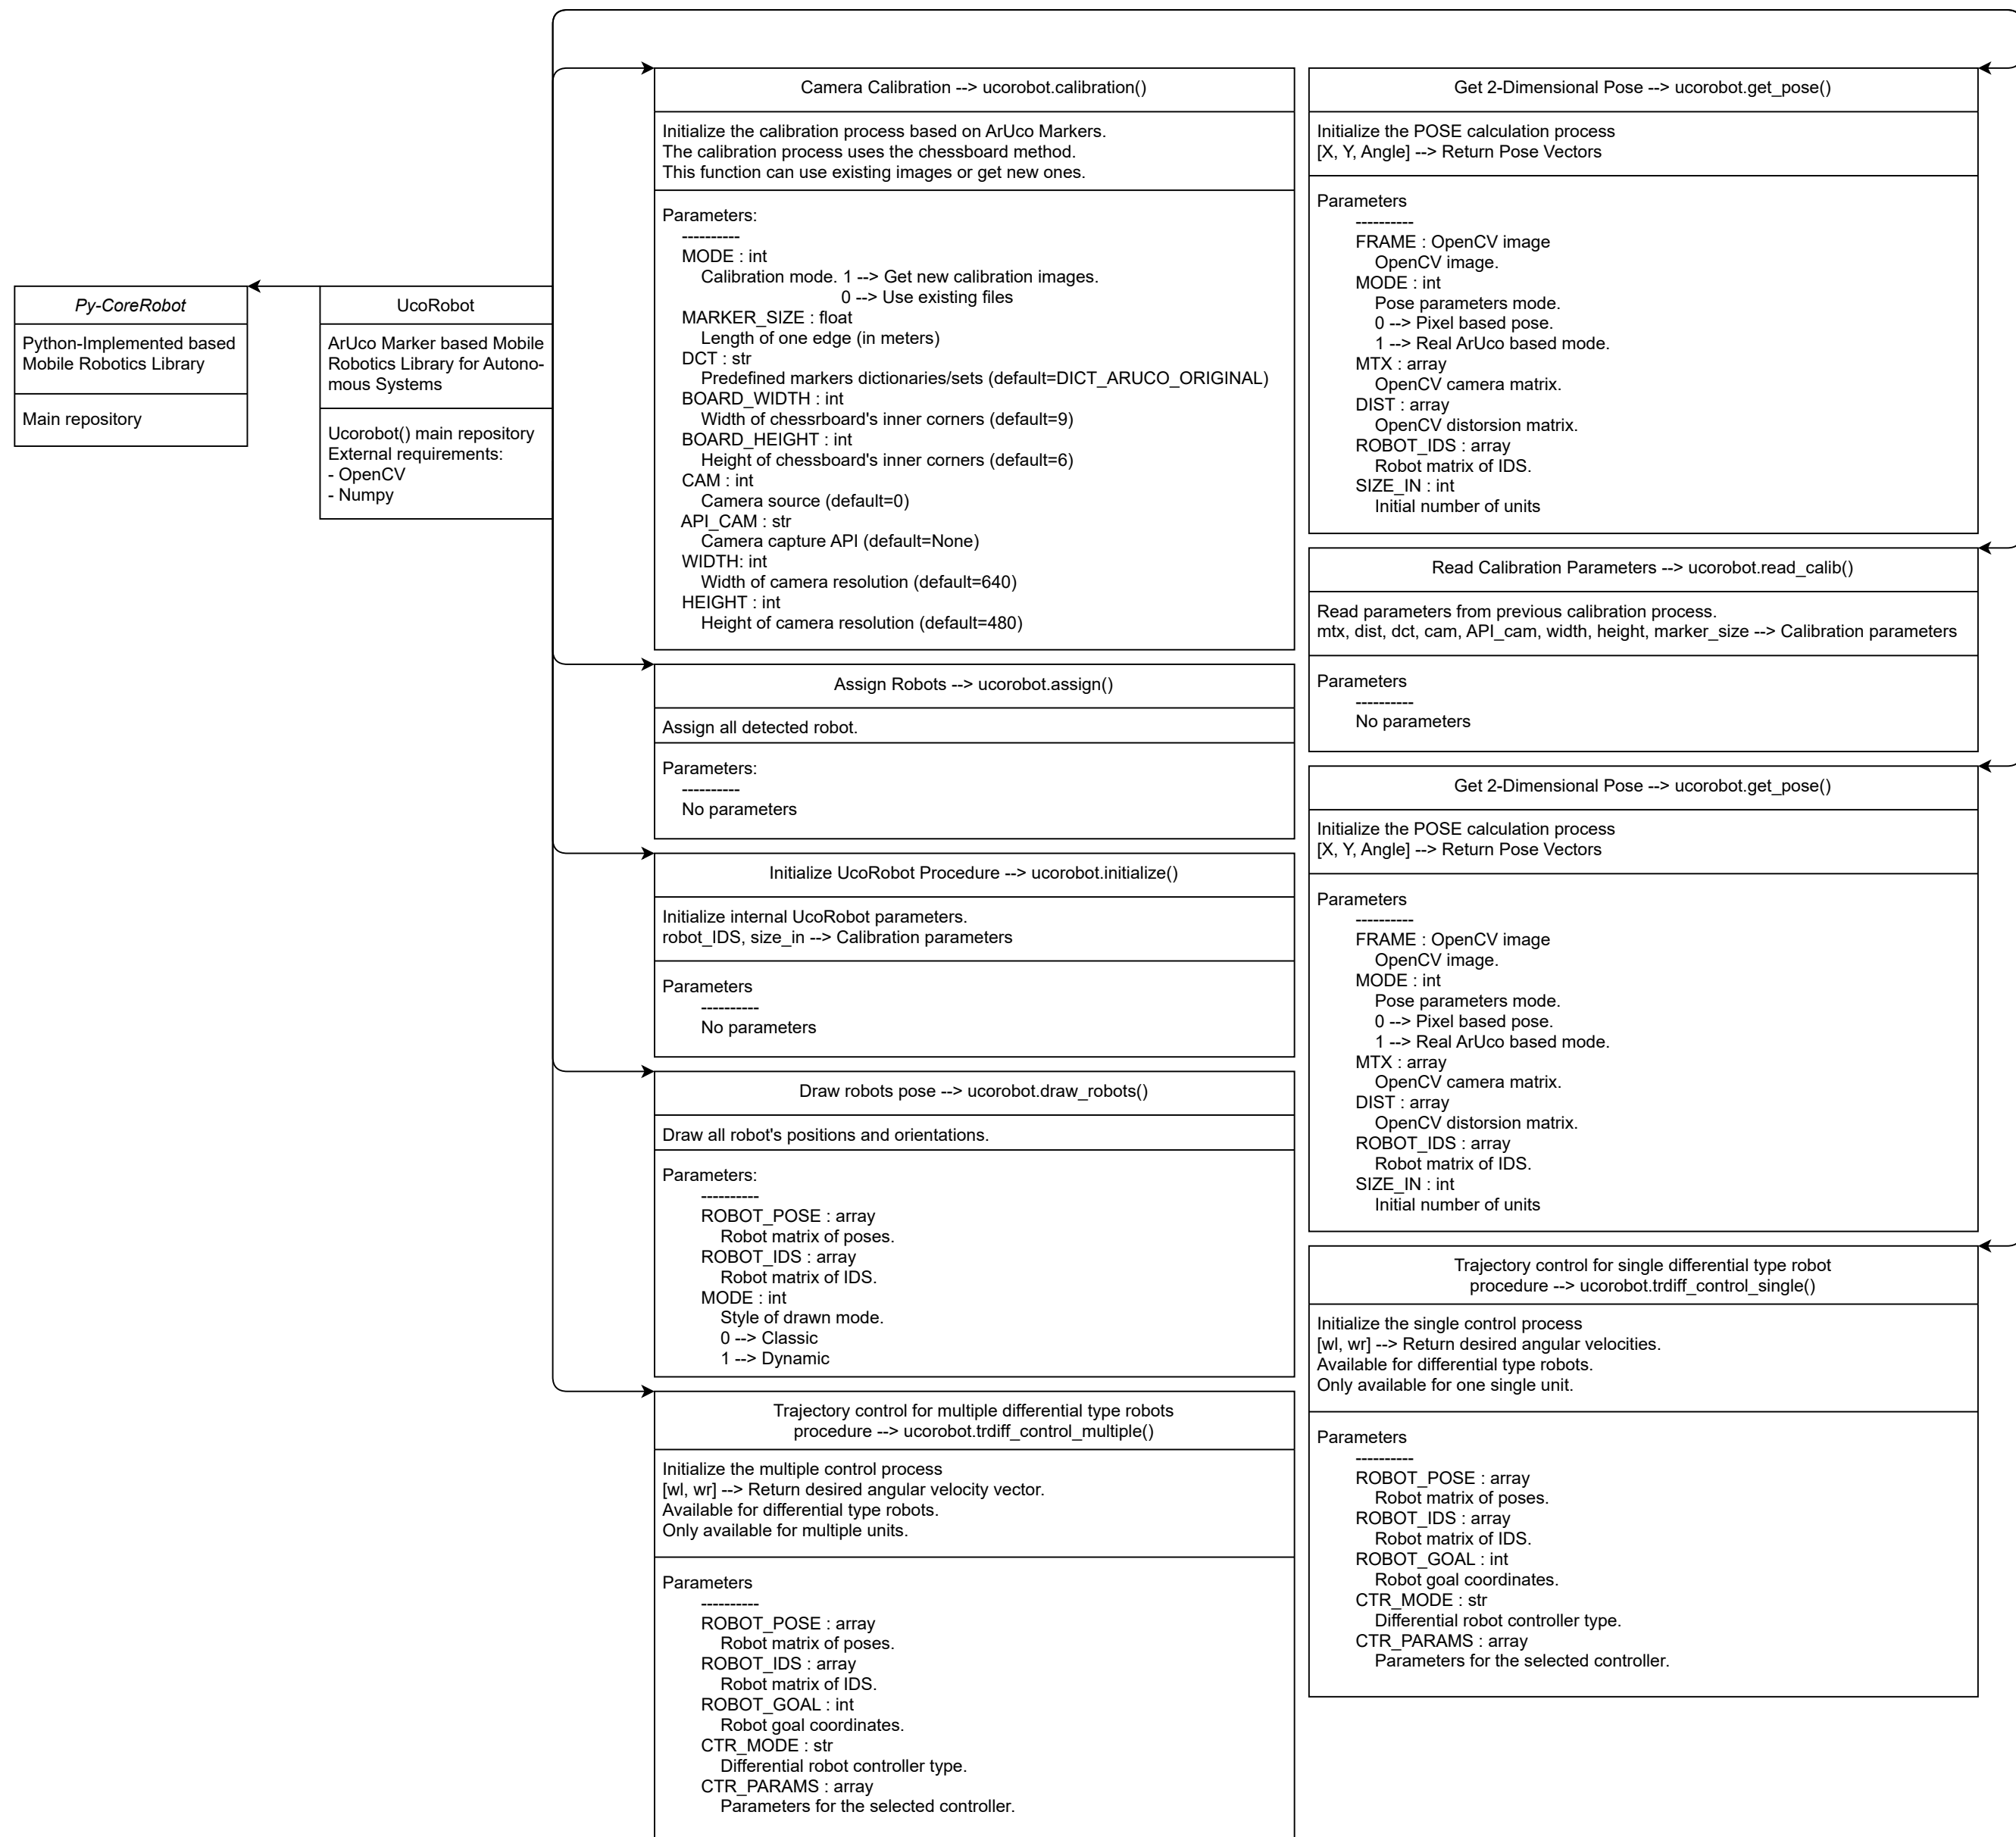 Py-CoreRobot
Python-Implemented based
Mobile Robotics Library
Main repository
UcoRobot
ArUco Marker based Mobile
Robotics Library for Autono-
mous Systems
Ucorobot() main repository
External requirements:
- OpenCV
- Numpy
Camera Calibration --> ucorobot.calibration()
Initialize the calibration process based on ArUco Markers.
The calibration process uses the chessboard method.
This function can use existing images or get new ones.
Parameters:
----------
MODE : int
Calibration mode. 1 --> Get new calibration images.
0 --> Use existing files
MARKER_SIZE : float
Length of one edge (in meters)
DCT : str
Predefined markers dictionaries/sets (default=DICT_ARUCO_ORIGINAL)
BOARD_WIDTH : int
Width of chessrboard's inner corners (default=9)
BOARD_HEIGHT : int
Height of chessboard's inner corners (default=6)
CAM : int
Camera source (default=0)
API_CAM : str
Camera capture API (default=None)
WIDTH: int
Width of camera resolution (default=640)
HEIGHT : int
Height of camera resolution (default=480)
Assign Robots --> ucorobot.assign()
Assign all detected robot.
Parameters:
----------
No parameters
Initialize UcoRobot Procedure --> ucorobot.initialize()
Initialize internal UcoRobot parameters.
robot_IDS, size_in --> Calibration parameters
Parameters
----------
No parameters
Draw robots pose --> ucorobot.draw_robots()
Draw all robot's positions and orientations.
Parameters:
----------
ROBOT_POSE : array
Robot matrix of poses.
ROBOT_IDS : array
Robot matrix of IDS.
MODE : int
Style of drawn mode.
0 --> Classic
1 --> Dynamic
Trajectory control for multiple differential type robots
procedure --> ucorobot.trdiff_control_multiple()
Initialize the multiple control process
[wl, wr] --> Return desired angular velocity vector.
Available for differential type robots.
Only available for multiple units.
Parameters
----------
ROBOT_POSE : array
Robot matrix of poses.
ROBOT_IDS : array
Robot matrix of IDS.
ROBOT_GOAL : int
Robot goal coordinates.
CTR_MODE : str
Differential robot controller type.
CTR_PARAMS : array
Parameters for the selected controller.
Get 2-Dimensional Pose --> ucorobot.get_pose()
Initialize the POSE calculation process
[X, Y, Angle] --> Return Pose Vectors
Parameters
----------
FRAME : OpenCV image
OpenCV image.
MODE : int
Pose parameters mode.
0 --> Pixel based pose.
1 --> Real ArUco based mode.
MTX : array
OpenCV camera matrix.
DIST : array
OpenCV distorsion matrix.
ROBOT_IDS : array
Robot matrix of IDS.
SIZE_IN : int
Initial number of units
Read Calibration Parameters --> ucorobot.read_calib()
Read parameters from previous calibration process.
mtx, dist, dct, cam, API_cam, width, height, marker_size --> Calibration parameters
Parameters
----------
No parameters
Get 2-Dimensional Pose --> ucorobot.get_pose()
Initialize the POSE calculation process
[X, Y, Angle] --> Return Pose Vectors
Parameters
----------
FRAME : OpenCV image
OpenCV image.
MODE : int
Pose parameters mode.
0 --> Pixel based pose.
1 --> Real ArUco based mode.
MTX : array
OpenCV camera matrix.
DIST : array
OpenCV distorsion matrix.
ROBOT_IDS : array
Robot matrix of IDS.
SIZE_IN : int
Initial number of units
Trajectory control for single differential type robot
procedure --> ucorobot.trdiff_control_single()
Initialize the single control process
[wl, wr] --> Return desired angular velocities.
Available for differential type robots.
Only available for one single unit.
Parameters
----------
ROBOT_POSE : array
Robot matrix of poses.
ROBOT_IDS : array
Robot matrix of IDS.
ROBOT_GOAL : int
Robot goal coordinates.
CTR_MODE : str
Differential robot controller type.
CTR_PARAMS : array
Parameters for the selected controller.